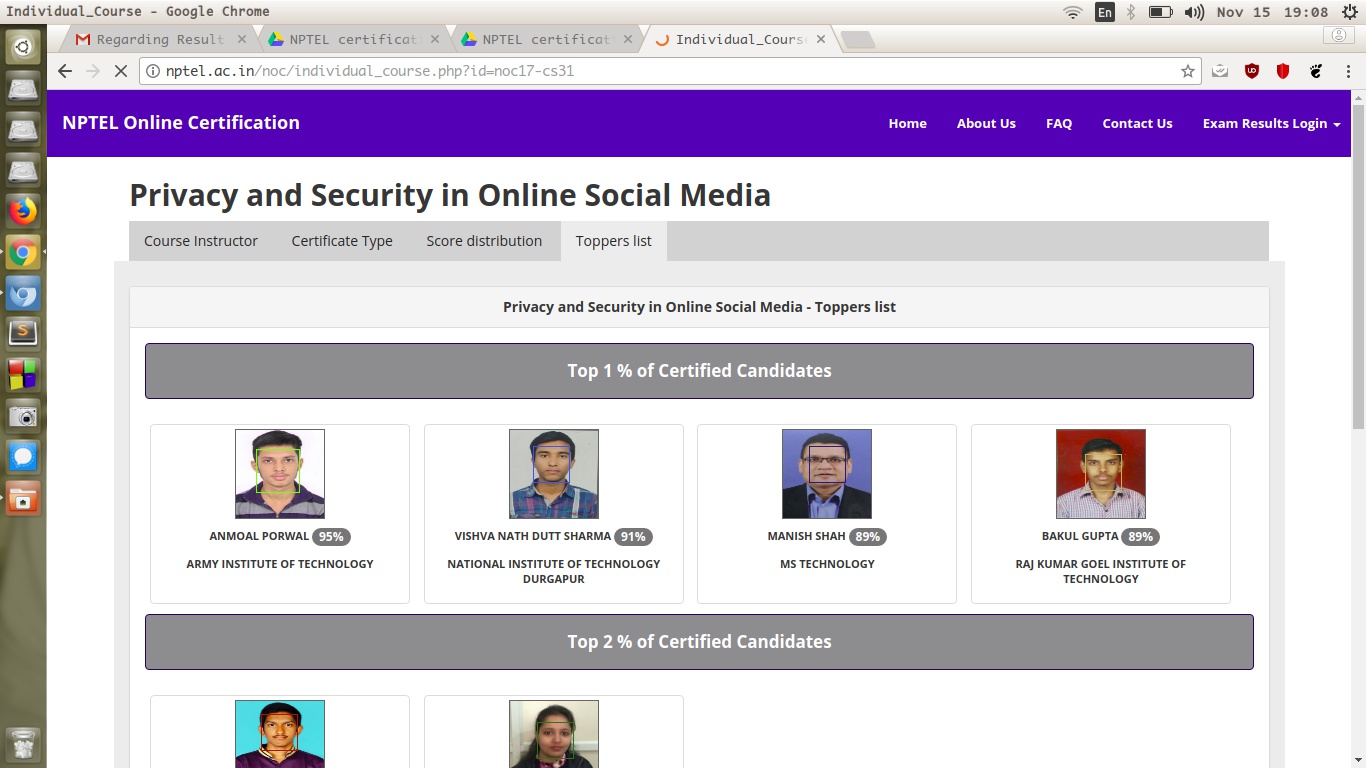 Individual_Course - Google Chrome
En
Nov 15 19:08
Regarding Result
NPTEL certificat
NPTEL certificat
Individual_Cours
nptel.ac.in/noc/individual_course.php?id=noc17-cs31
NPTEL Online Certification
Home
About Us
FAQ
Contact Us
Exam Results Login
Privacy and Security in Online Social Media
Course Instructor
Certificate Type
Score distribution
Toppers list
Privacy and Security in Online Social Media - Toppers list
Top 1 % of Certified Candidates
ANMOAL PORWAL 95%
ARMY INSTITUTE OF TECHNOLOGY
VISHVA NATH DUTT SHARMA 91%
NATIONAL INSTITUTE OF TECHNOLOGY
DURGAPUR
MANISH SHAH 89%
MS TECHNOLOGY
BAKUL GUPTA 89%
RAJ KUMAR GOEL INSTITUTE OF
TECHNOLOGY
Top 2 % of Certified Candidates